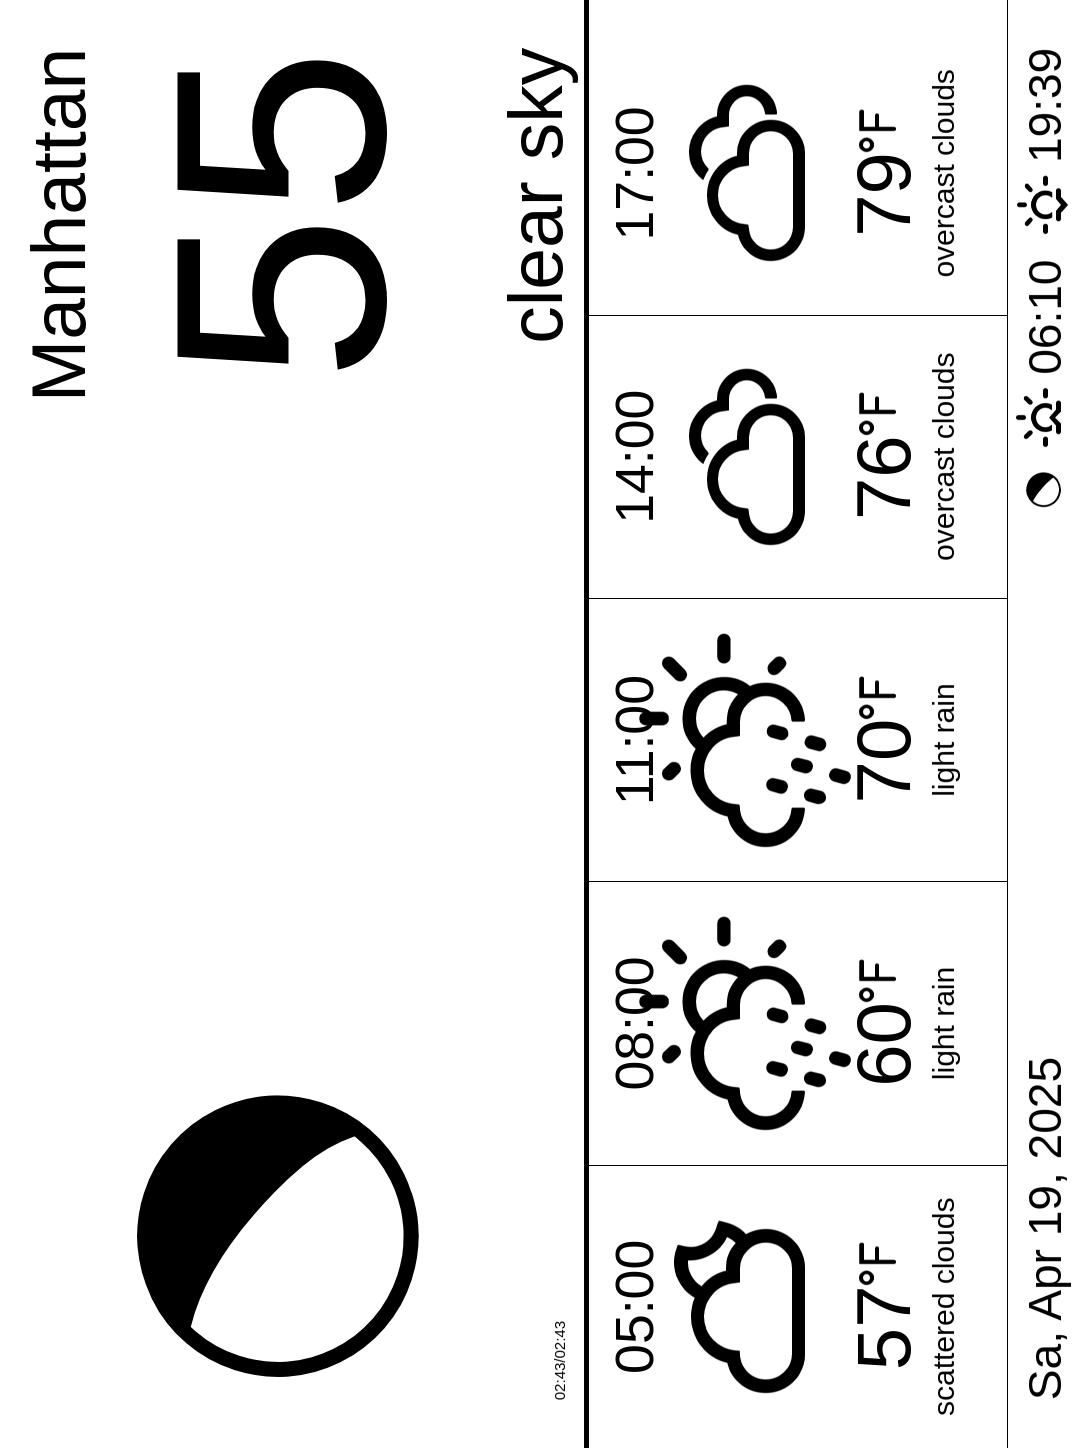 Manhattan
55
clear sky
02:43/02:43
05:00
57°F
scattered clouds
08:00
60°F
light rain
11:00
70°F
light rain
14:00
76°F
overcast clouds
17:00
79°F
overcast clouds
Sa, Apr 19, 2025
06:10 19:39